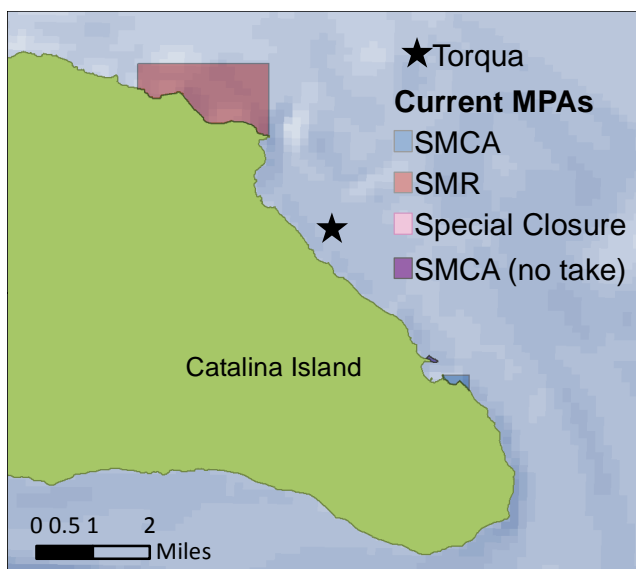 Torqua
Current MPAs
SMCA
SMR
Special Closure
SMCA (no take)
Catalina Island
0 0.5 1 2
Miles